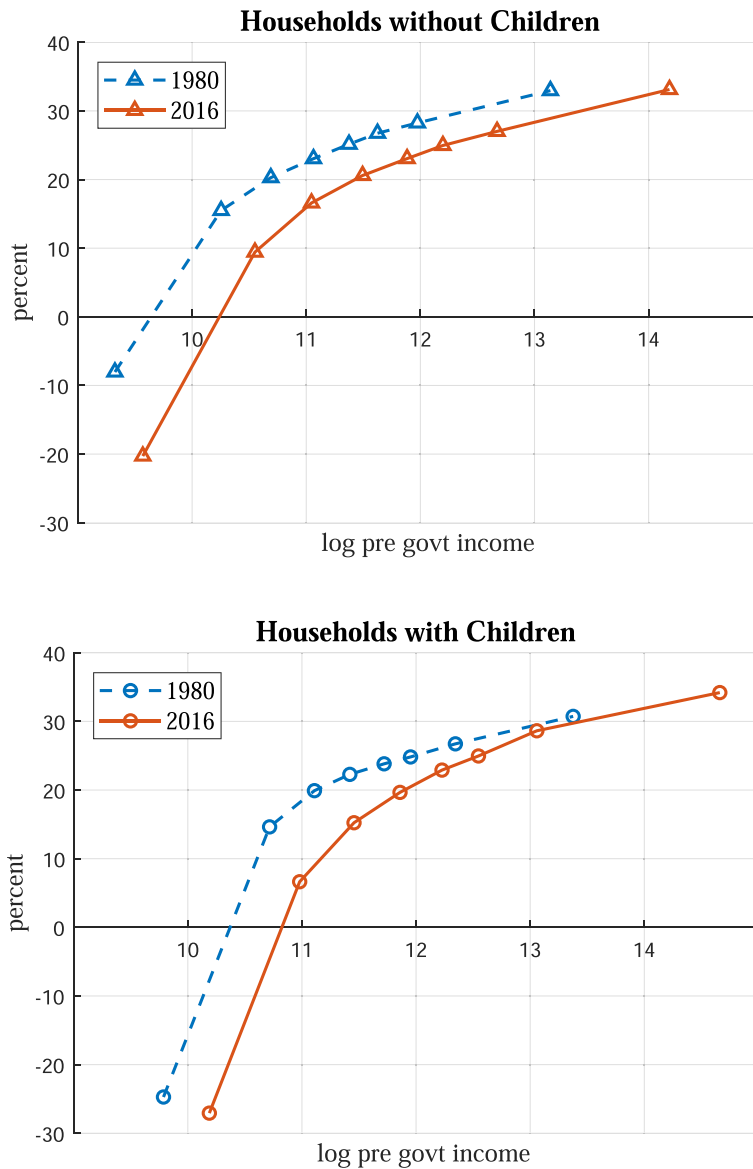 Households without Children
40
30
20
10
0
-10
-20
-30
percent
1980
2016
10 11 12 13 14
log pre govt income
Households with Children
40
30
20
10
0
-10
-20
-30
percent
1980
2016
10 11 12 13 14
log pre govt income